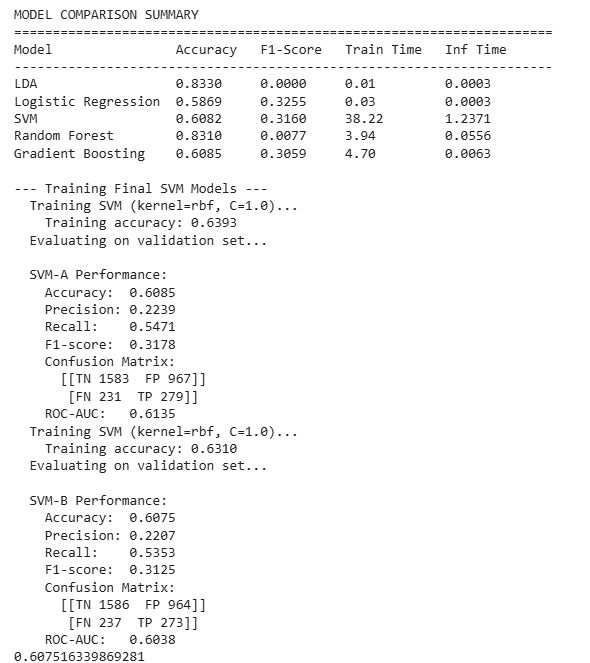 MODEL COMPARISON SUMMARY
======================================================================
Model                Accuracy   F1-Score   Train Time   Inf Time
----------------------------------------------------------------------
LDA                  0.8330     0.0000     0.01         0.0003
Logistic Regression  0.5869     0.3255     0.03         0.0003
SVM                  0.6082     0.3160     38.22        1.2371
Random Forest        0.8310     0.0077     3.94         0.0556
Gradient Boosting    0.6085     0.3059     4.70         0.0063
--- Training Final SVM Models ---
  Training SVM (kernel=rbf, C=1.0)...
    Training accuracy: 0.6393
  Evaluating on validation set...
  SVM-A Performance:
    Accuracy:  0.6085
    Precision: 0.2239
    Recall:    0.5471
    F1-score:  0.3178
    Confusion Matrix:
      [[TN 1583  FP 967]]
       [FN 231  TP 279]]
    ROC-AUC:   0.6135
  Training SVM (kernel=rbf, C=1.0)...
    Training accuracy: 0.6310
  Evaluating on validation set...
  SVM-B Performance:
    Accuracy:  0.6075
    Precision: 0.2207
    Recall:    0.5353
    F1-score:  0.3125
    Confusion Matrix:
      [[TN 1586  FP 964]]
       [FN 237  TP 273]]
    ROC-AUC:   0.6038
0.607516339869281